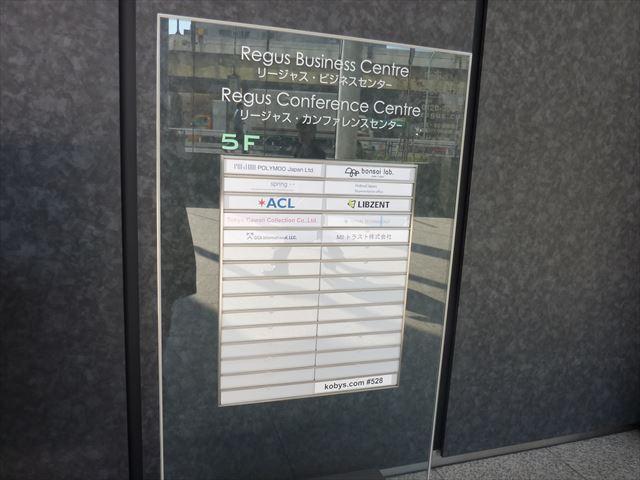 Regus Business Centre
リージャス・ビジネスセンター
Regus Conference Centre
リージャス・カンファレンスセンター
5F
POLYMOO Japan Ltd
bonsai lab.
spring
ACL
LIBZENT
Tokyo Gawan Collection Co., Ltd.
International, LLC.
トラスト株式会社
kobys.com #528